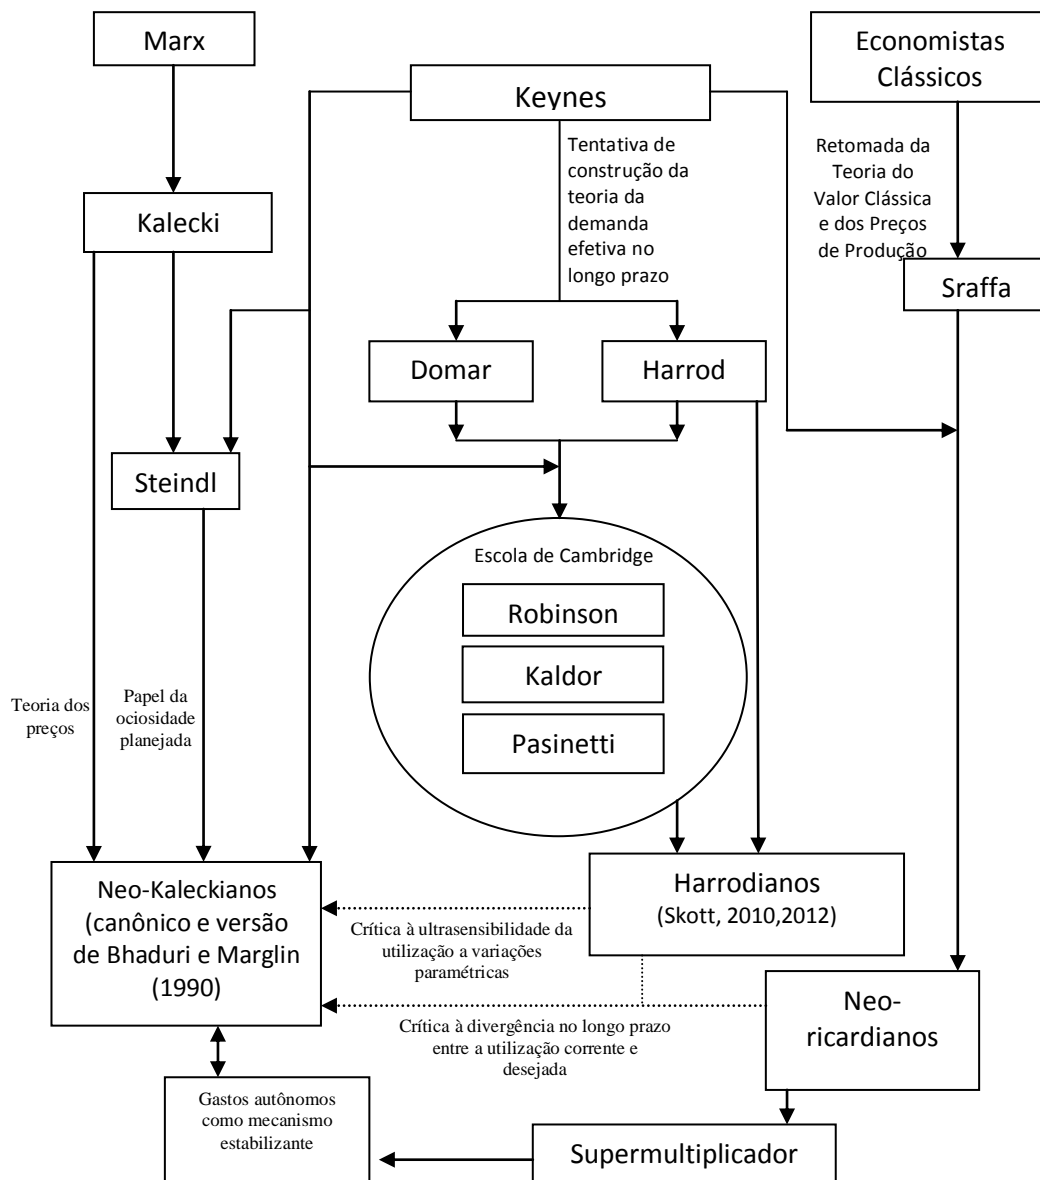 Marx
Economistas
Clássicos
Keynes
Tentativa de
construção da
teoria da
demanda
efetiva no
longo prazo
Retomada da
Teoria do
Valor Clássica
e dos Preços
de Produção
Kalecki
Sraffa
Domar
Harrod
Steindl
Escola de Cambridge
Robinson
Kaldor
Pasinetti
Teoria dos
preços
Papel da
ociosidade
planejada
Neo-Kaleckianos
(canônico e versão
de Bhaduri e Marglin
(1990)
Harrodianos
(Skott, 2010,2012)
Crítica à ultrasensibilidade da
utilização a variações
paramétricas
Neo-
ricardianos
Crítica à divergência no longo prazo
entre a utilização corrente e
desejada
Gastos autônomos
como mecanismo
estabilizante
Supermultiplicador